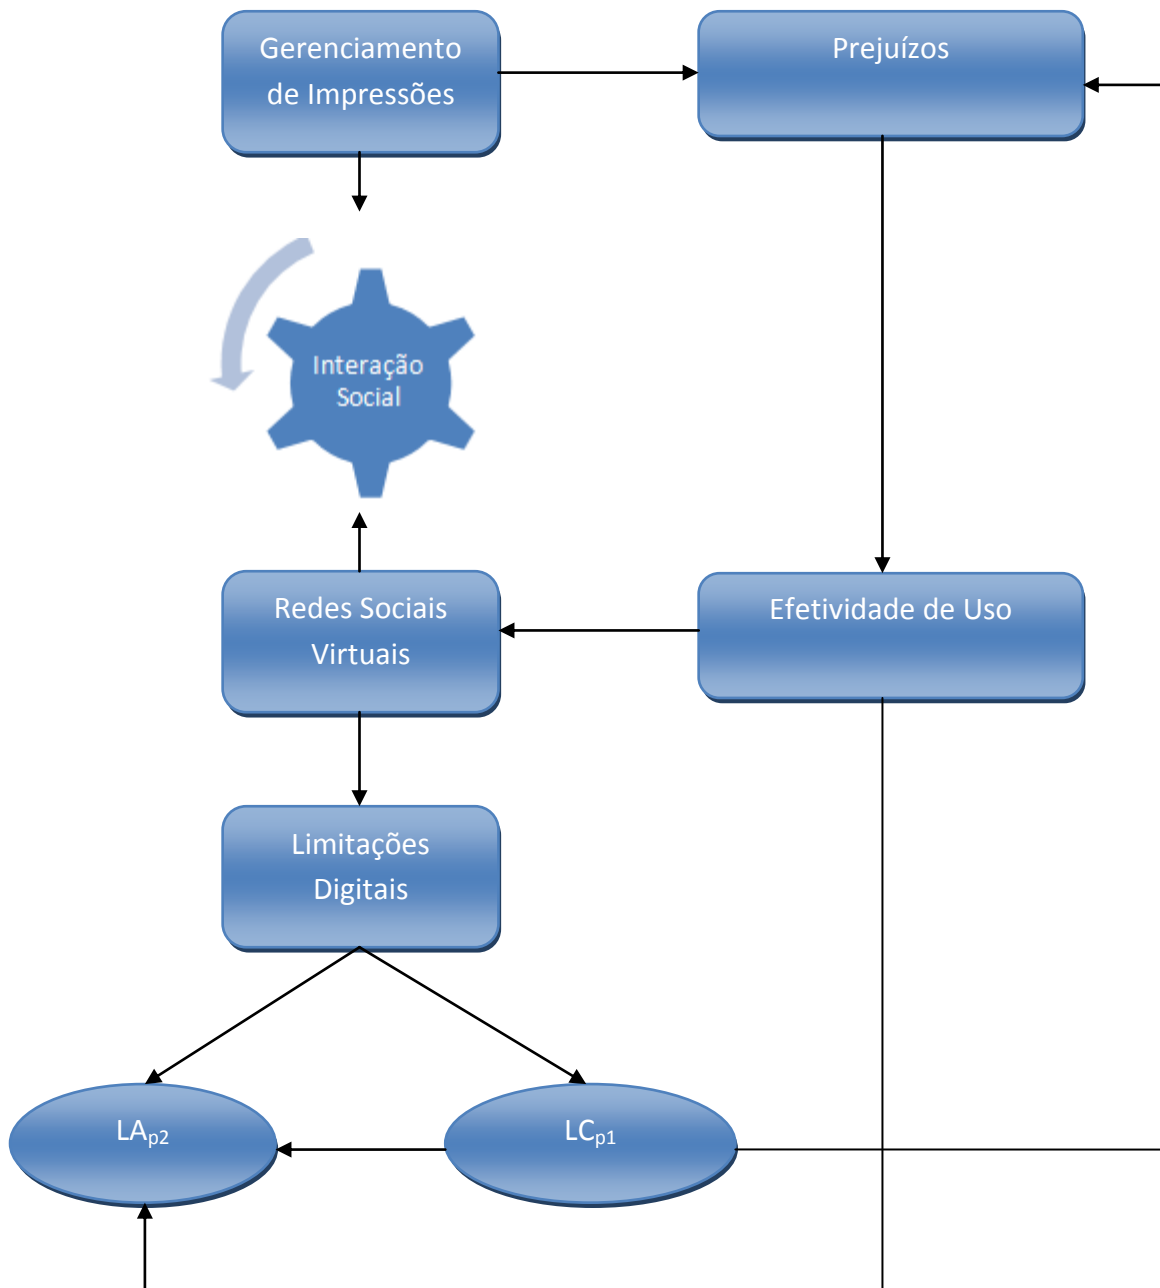 Gerenciamento
de Impressões
Prejuízos
Interação
Social
Redes Sociais
Virtuais
Efetividade de Uso
Limitações
Digitais
LAp2
LCp1